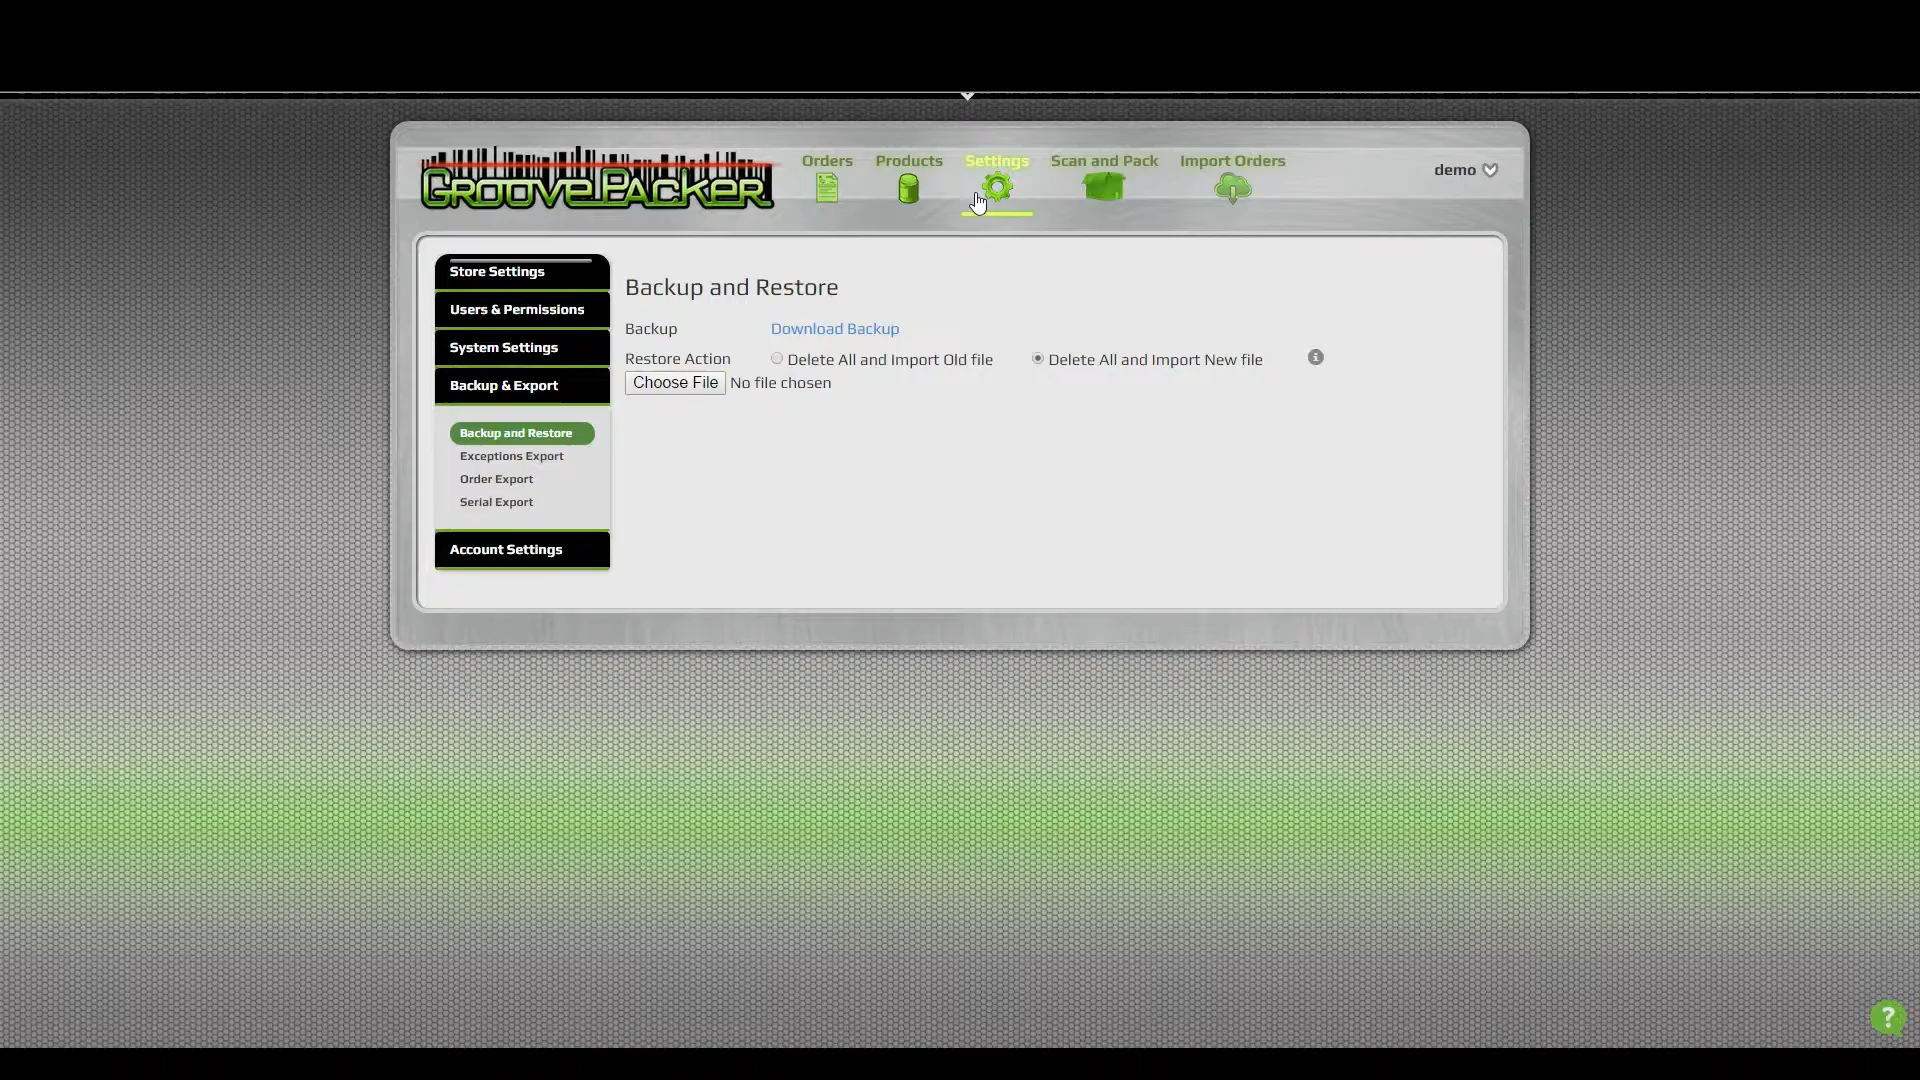 GROOVEPACKER
Orders Products Settings Scan and Pack Import Orders
demo
Store Settings
Users & Permissions
System Settings
Backup & Export
Backup and Restore
Exceptions Export
Order Export
Serial Export
Account Settings
Backup and Restore
Backup Download Backup
Restore Action Delete All and Import Old file Delete All and Import New file
Choose File No file chosen
?